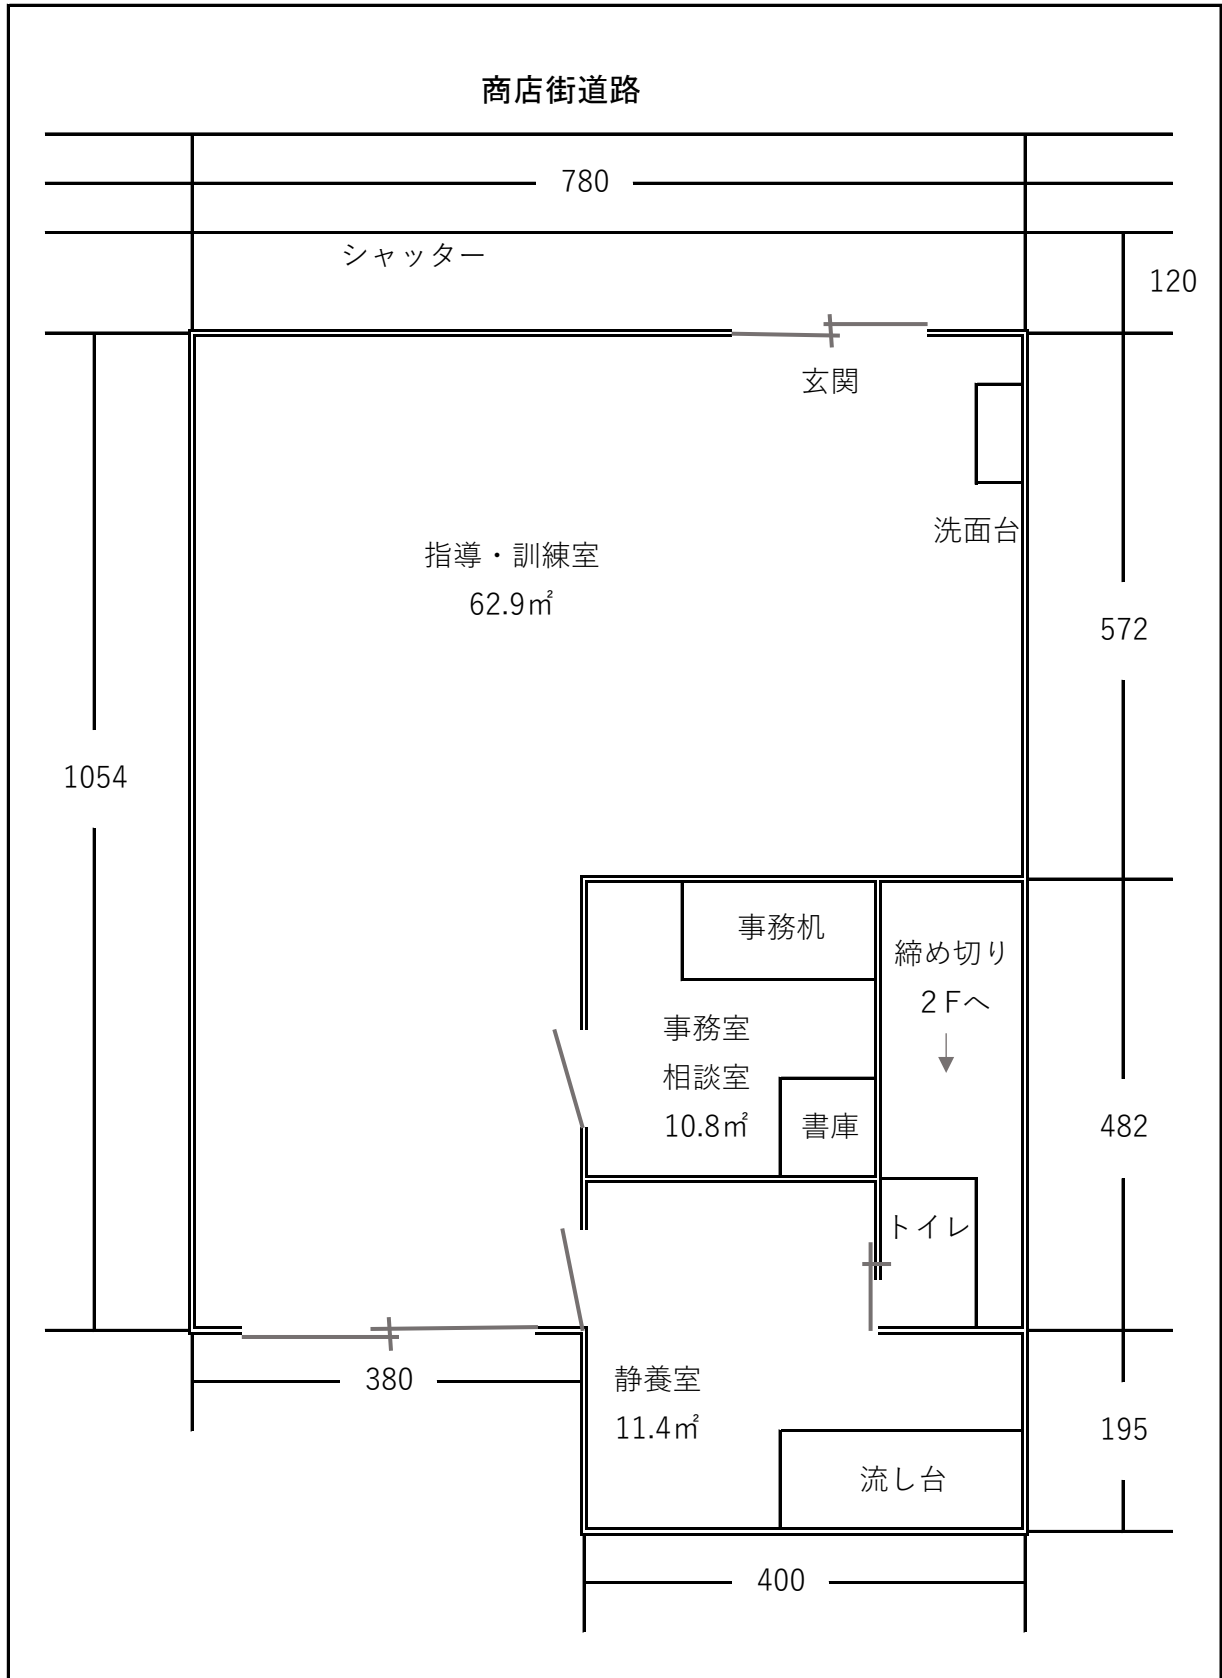 商店街道路
780
シャッター
120
玄関
洗面台
指導・訓練室
62.9㎡
572
1054
事務机
締め切り
２Fへ
事務室
相談室
10.8㎡
書庫
482
トイレ
380
静養室
11.4㎡
195
流し台
400